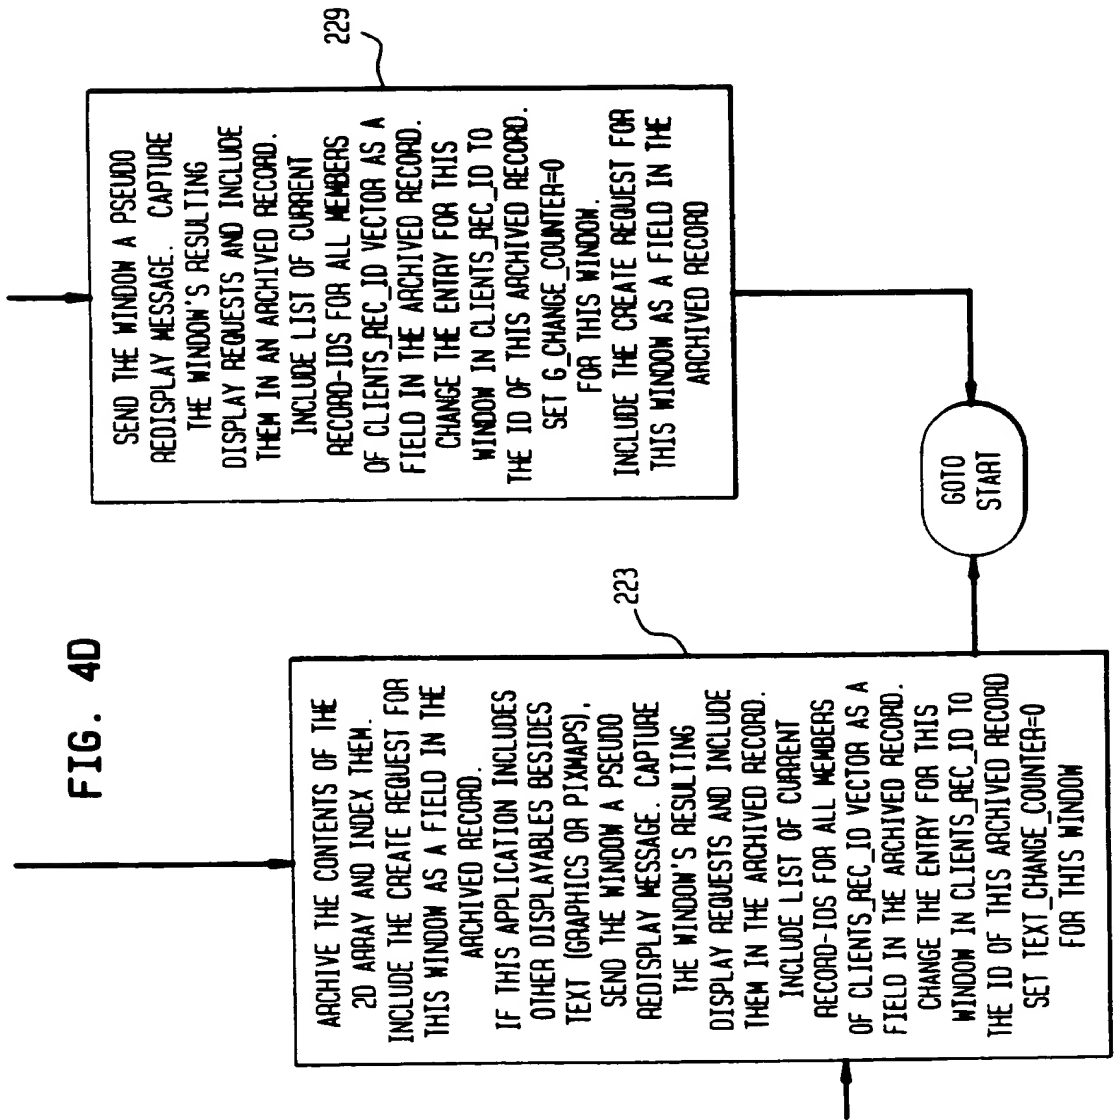 FIG. 4D
ARCHIVE THE CONTENTS OF THE
2D ARRAY AND INDEX THEM.
INCLUDE THE CREATE REQUEST FOR
THIS WINDOW AS A FIELD IN THE
ARCHIVED RECORD.
IF THIS APPLICATION INCLUDES
OTHER DISPLAYABLES BESIDES
TEXT (GRAPHICS OR PIXMAPS),
SEND THE WINDOW A PSEUDO
REDISPLAY MESSAGE. CAPTURE
THE WINDOW'S RESULTING
DISPLAY REQUESTS AND INCLUDE
THEM IN THE ARCHIVED RECORD.
INCLUDE LIST OF CURRENT
RECORD-IDS FOR ALL MEMBERS
OF CLIENTS_REC_ID VECTOR AS A
FIELD IN THE ARCHIVED RECORD.
CHANGE THE ENTRY FOR THIS
WINDOW IN CLIENTS_REC_ID TO
THE ID OF THIS ARCHIVED RECORD
SET TEXT_CHANGE_COUNTER=0
FOR THIS WINDOW
223
SEND THE WINDOW A PSEUDO
REDISPLAY MESSAGE. CAPTURE
THE WINDOW'S RESULTING
DISPLAY REQUESTS AND INCLUDE
THEM IN AN ARCHIVED RECORD.
INCLUDE LIST OF CURRENT
RECORD-IDS FOR ALL MEMBERS
OF CLIENTS_REC_ID VECTOR AS A
FIELD IN THE ARCHIVED RECORD.
CHANGE THE ENTRY FOR THIS
WINDOW IN CLIENTS_REC_ID TO
THE ID OF THIS ARCHIVED RECORD.
SET G_CHANGE_COUNTER=0
FOR THIS WINDOW.
INCLUDE THE CREATE REQUEST FOR
THIS WINDOW AS A FIELD IN THE
ARCHIVED RECORD
229
GOTO
START